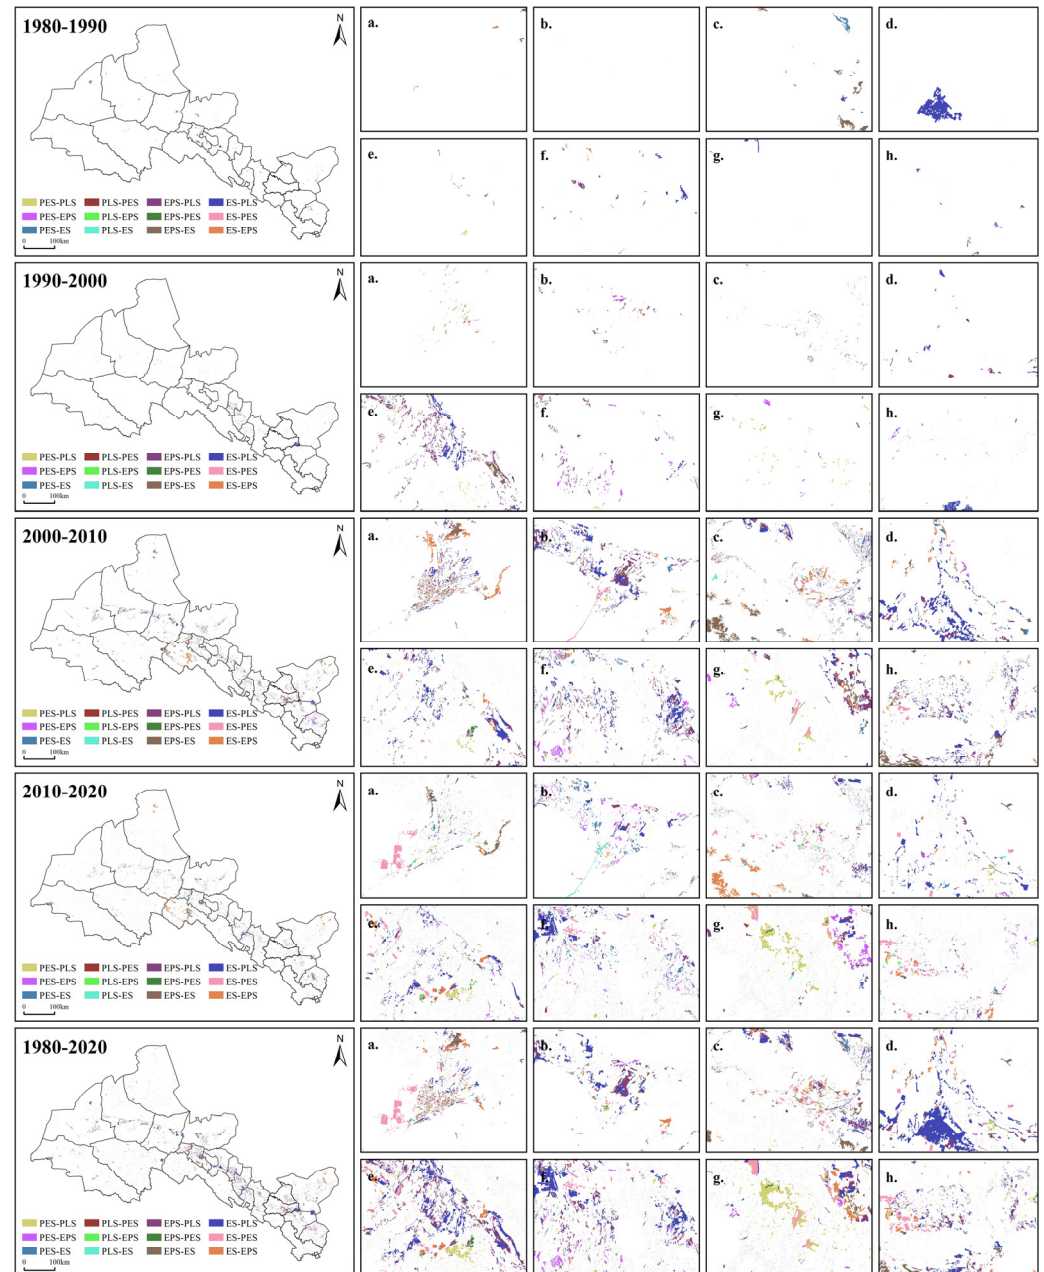 1980-1990
N
PES-PLS PLS-PES EPS-PLS ES-PLS
PES-EPS PLS-EPS EPS-PES ES-PES
PES-ES PLS-ES EPS-ES ES-EPS
0 100km
a. b. c. d.
e. f. g. h.
1990-2000
N
PES-PLS PLS-PES EPS-PLS ES-PLS
PES-EPS PLS-EPS EPS-PES ES-PES
PES-ES PLS-ES EPS-ES ES-EPS
0 100km
a. b. c. d.
e. f. g. h.
2000-2010
N
PES-PLS PLS-PES EPS-PLS ES-PLS
PES-EPS PLS-EPS EPS-PES ES-PES
PES-ES PLS-ES EPS-ES ES-EPS
0 100km
a. b. c. d.
e. f. g. h.
2010-2020
N
PES-PLS PLS-PES EPS-PLS ES-PLS
PES-EPS PLS-EPS EPS-PES ES-PES
PES-ES PLS-ES EPS-ES ES-EPS
0 100km
a. b. c. d.
e. f. g. h.
1980-2020
N
PES-PLS PLS-PES EPS-PLS ES-PLS
PES-EPS PLS-EPS EPS-PES ES-PES
PES-ES PLS-ES EPS-ES ES-EPS
0 100km
a. b. c. d.
e. f. g. h.